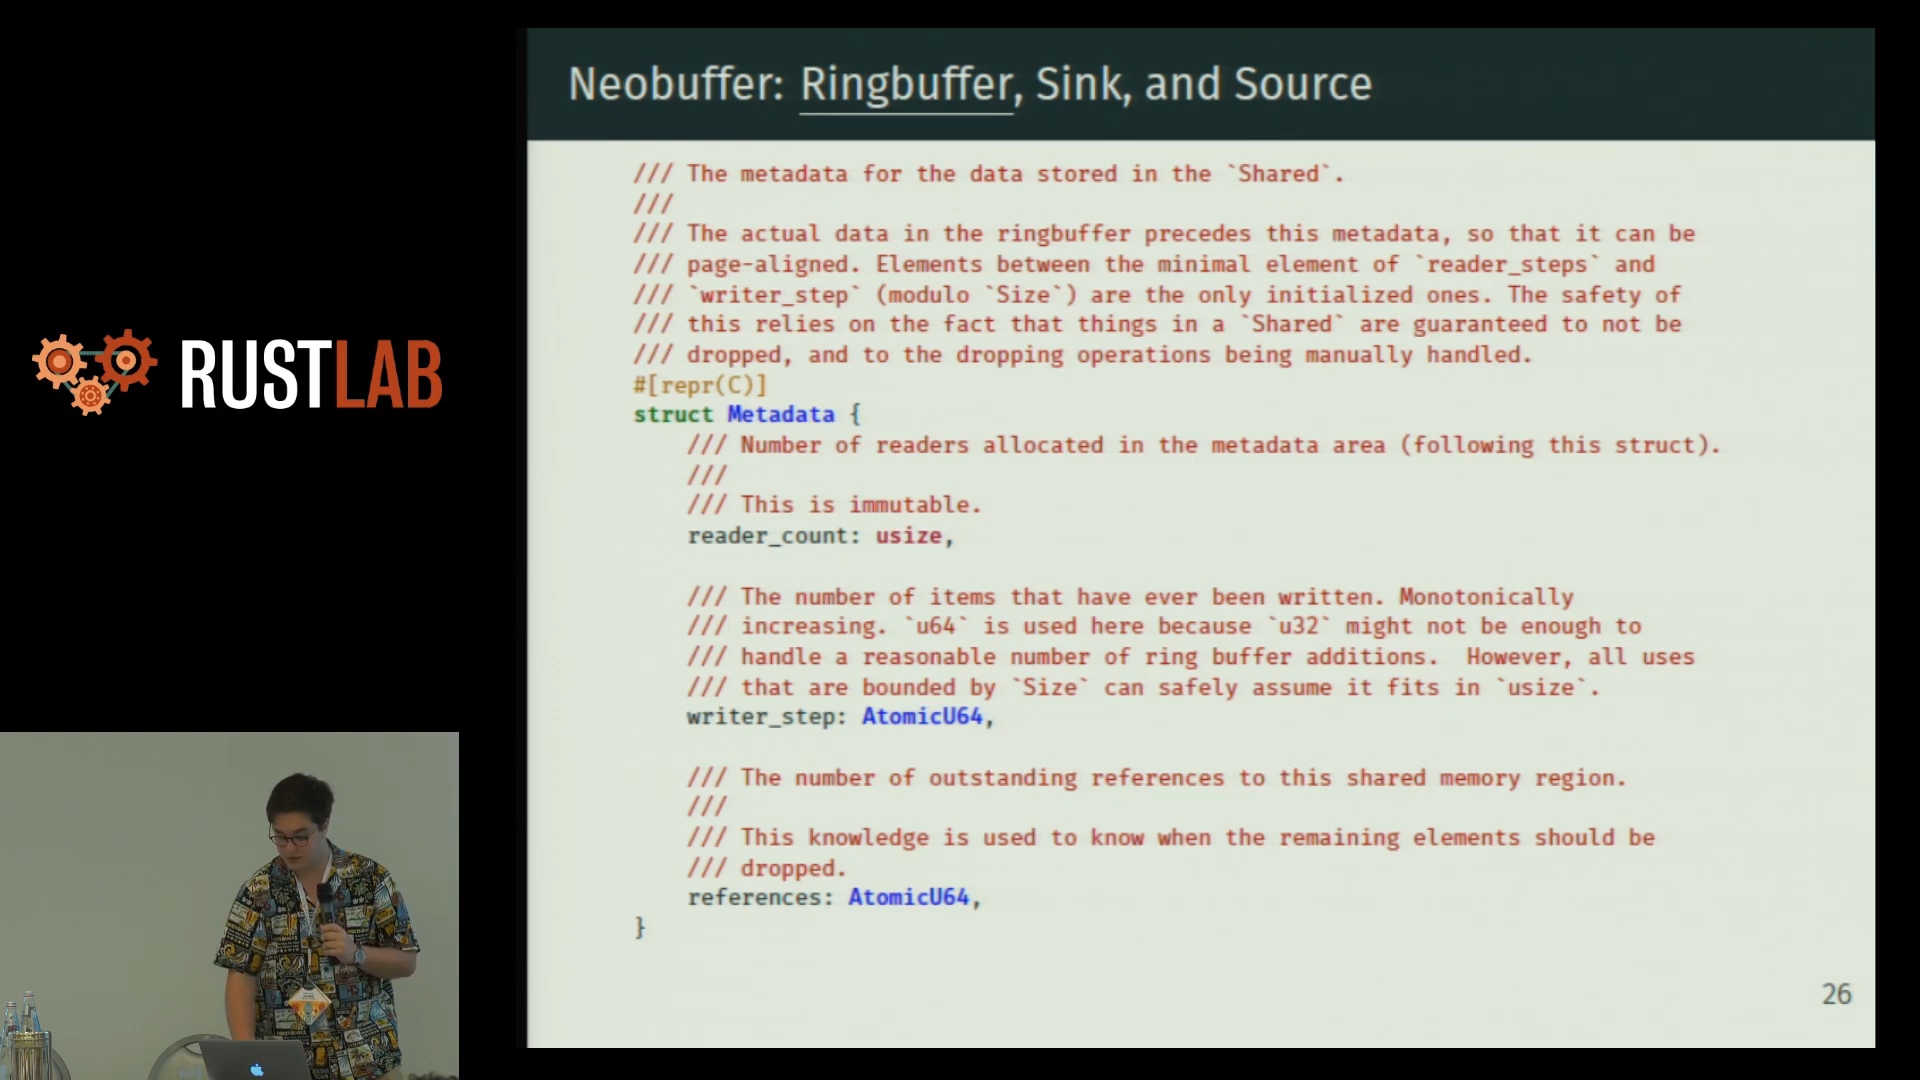 Neobuffer: Ringbuffer, Sink, and Source
/// The metadata for the data stored in the `Shared`.
///
/// The actual data in the ringbuffer precedes this metadata, so that it can be
/// page-aligned. Elements between the minimal element of `reader_steps` and
/// `writer_step` (modulo `Size`) are the only initialized ones. The safety of
/// this relies on the fact that things in a `Shared` are guaranteed to not be
/// dropped, and to the dropping operations being manually handled.
#[repr(C)]
struct Metadata {
    /// Number of readers allocated in the metadata area (following this struct).
    ///
    /// This is immutable.
    reader_count: usize,
    /// The number of items that have ever been written. Monotonically
    /// increasing. `u64` is used here because `u32` might not be enough to
    /// handle a reasonable number of ring buffer additions.  However, all uses
    /// that are bounded by `Size` can safely assume it fits in `usize`.
    writer_step: AtomicU64,
    /// The number of outstanding references to this shared memory region.
    ///
    /// This knowledge is used to know when the remaining elements should be
    /// dropped.
    references: AtomicU64,
}
26
RUSTLAB